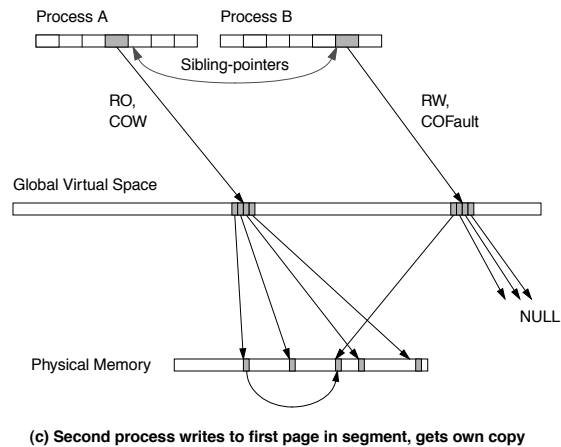 Process A
Process B
Sibling-pointers
RO,
COW
RW,
COFault
Global Virtual Space
NULL
Physical Memory
(c) Second process writes to first page in segment, gets own copy